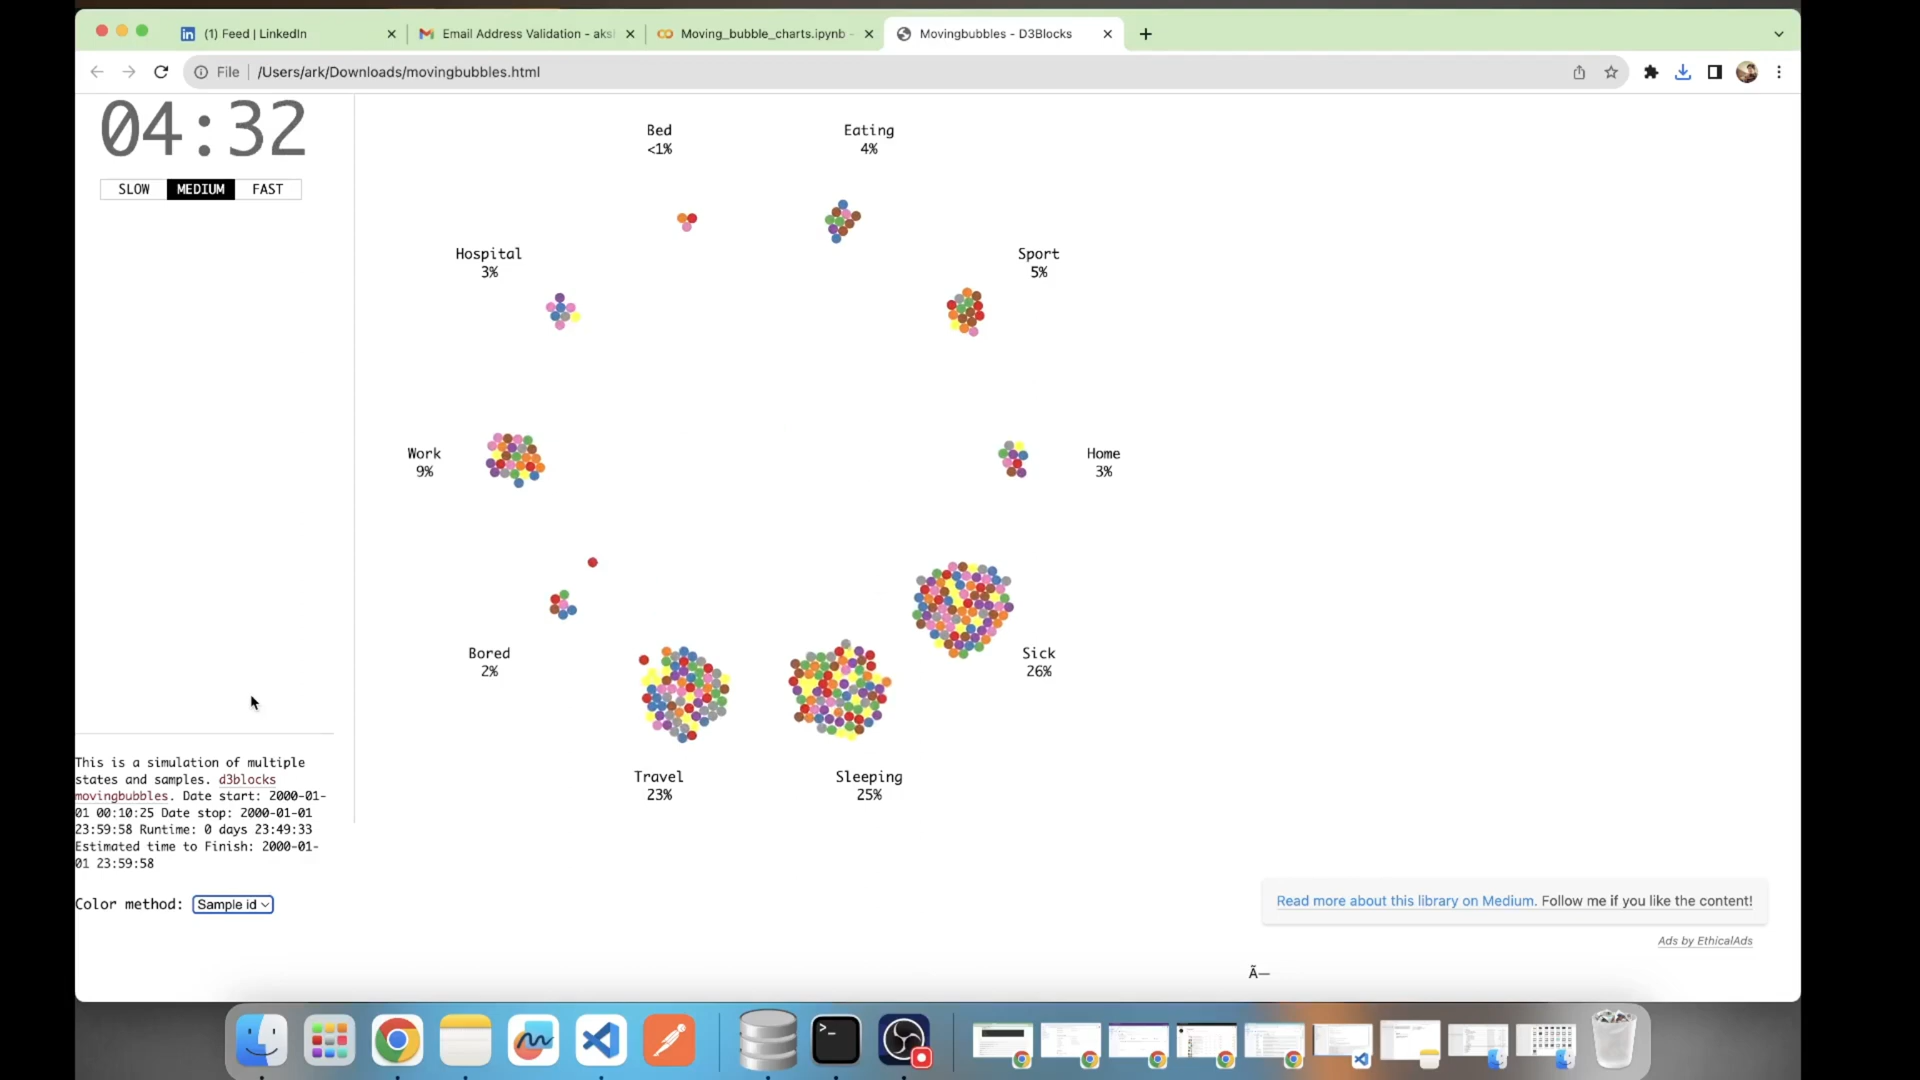 (1) Feed | LinkedIn
Email Address Validation - aks
Moving_bubble_charts.ipynb -
Movingbubbles - D3Blocks
File
/Users/ark/Downloads/movingbubbles.html
04:32
SLOW
MEDIUM
FAST
Bed
<1%
Eating
4%
Hospital
3%
Sport
5%
Work
9%
Home
3%
Bored
2%
Sick
26%
Travel
23%
Sleeping
25%
This is a simulation of multiple
states and samples. d3blocks
movingbubbles. Date start: 2000-01-
01 00:10:25 Date stop: 2000-01-01
23:59:58 Runtime: 0 days 23:49:33
Estimated time to Finish: 2000-01-
01 23:59:58
Color method: Sample id
Read more about this library on Medium. Follow me if you like the content!
Ads by EthicalAds
Ã—